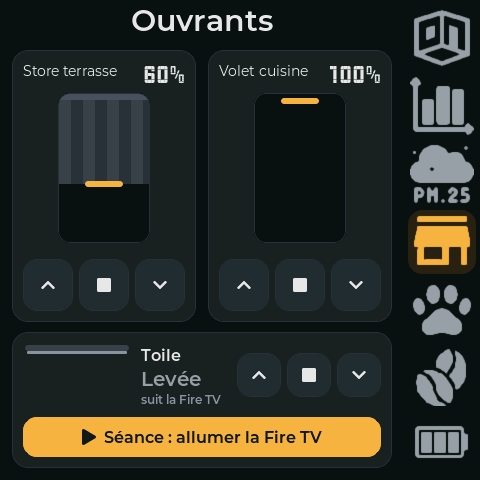 Ouvrants
Store terrasse 60%
Volet cuisine 100%
PM.25
Toile
Levée
suit la Fire TV
Séance : allumer la Fire TV